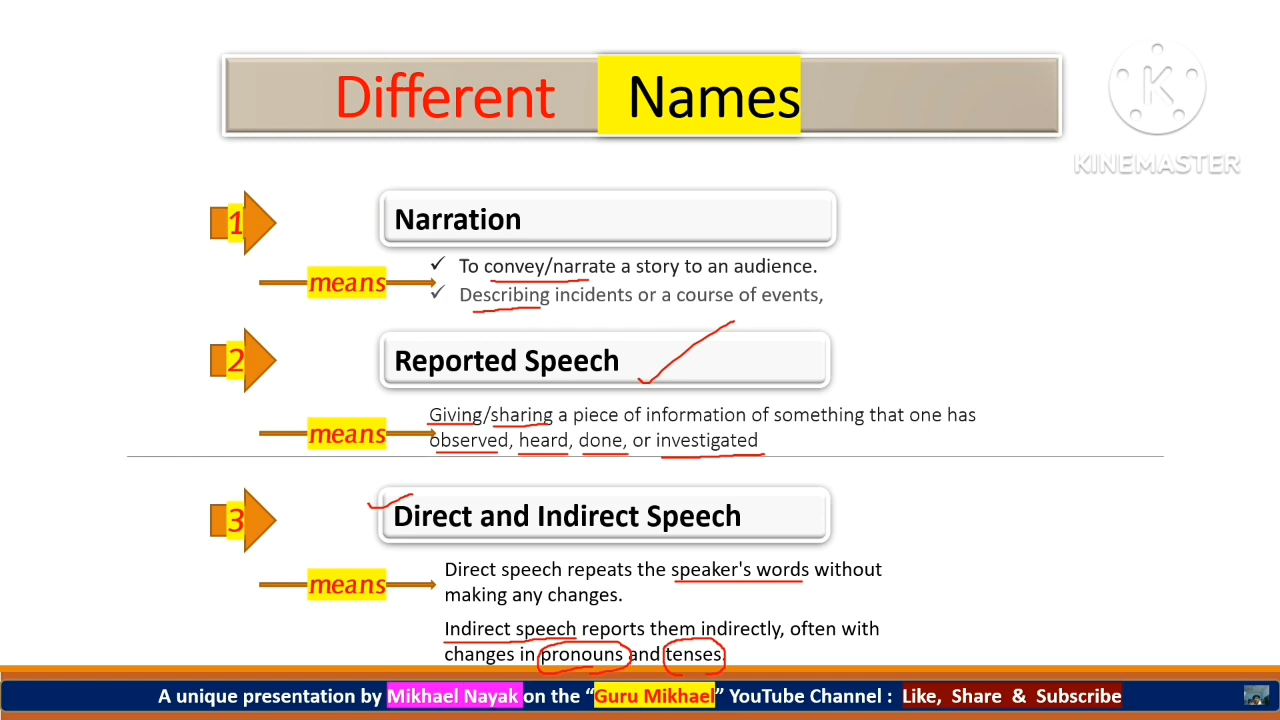 Different Names
KINEMASTER
1
Narration
means
✓ To convey/narrate a story to an audience.
✓ Describing incidents or a course of events,
2
Reported Speech
means
Giving/sharing a piece of information of something that one has
observed, heard, done, or investigated
3
Direct and Indirect Speech
means
Direct speech repeats the speaker's words without
making any changes.
Indirect speech reports them indirectly, often with
changes in pronouns and tenses.
A unique presentation by Mikhael Nayak on the “Guru Mikhael” YouTube Channel : Like, Share & Subscribe